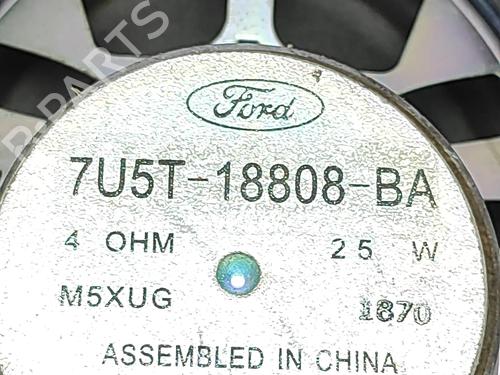 Ford
7U5T-18808-BA
4 OHM 25 W
M5XUG 1870
ASSEMBLED IN CHINA